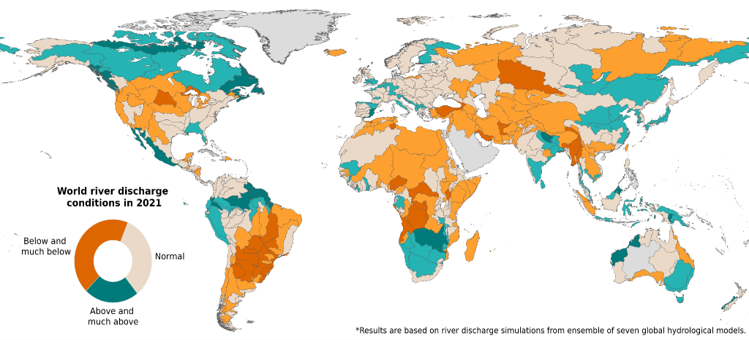 World river discharge
conditions in 2021
Below and
much below
Normal
Above and
much above
*Results are based on river discharge simulations from ensemble of seven global hydrological models.